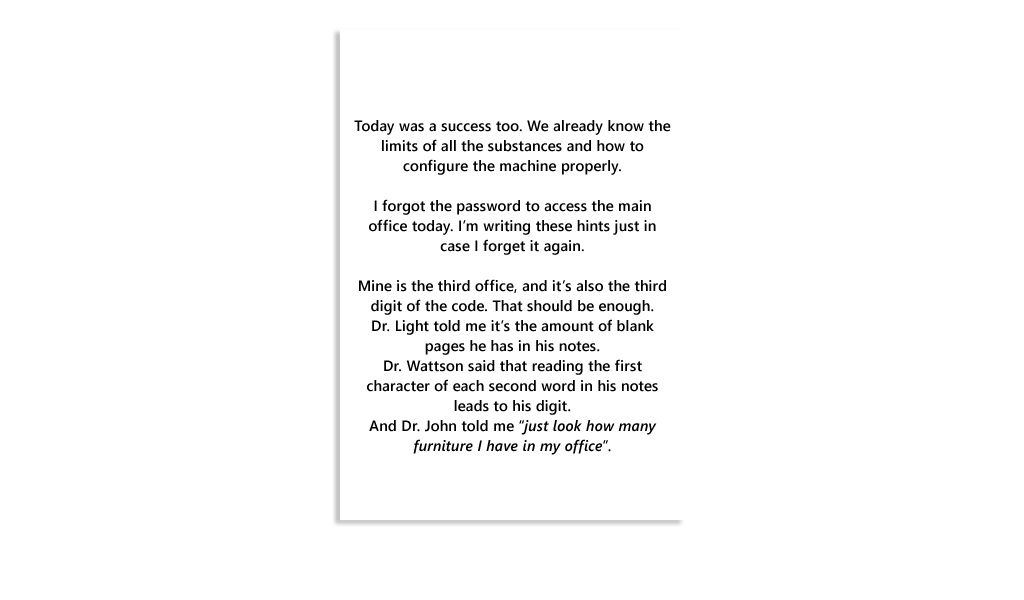 Today was a success too. We already know the
limits of all the substances and how to
configure the machine properly.
I forgot the password to access the main
office today. I'm writing these hints just in
case I forget it again.
Mine is the third office, and it's also the third
digit of the code. That should be enough.
Dr. Light told me it's the amount of blank
pages he has in his notes.
Dr. Wattson said that reading the first
character of each second word in his notes
leads to his digit.
And Dr. John told me "just look how many
furniture I have in my office".